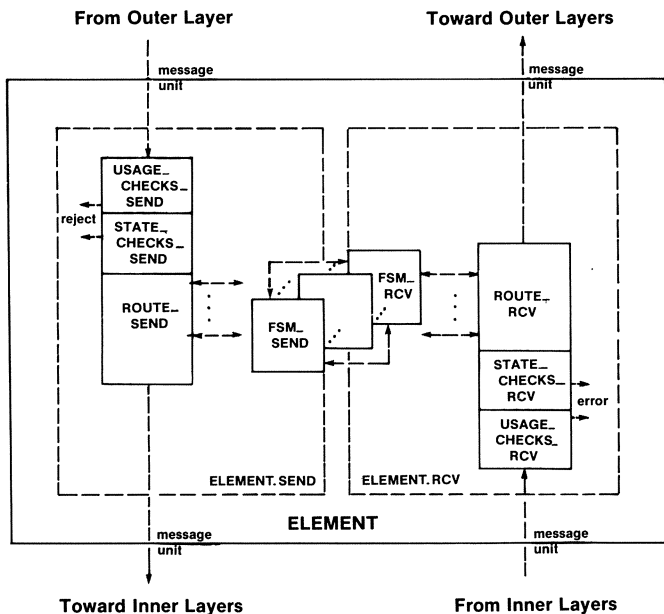 From Outer Layer
Toward Outer Layers
message
unit
message
unit
USAGE_
CHECKS_
SEND
reject
STATE_
CHECKS_
SEND
ROUTE_
SEND
FSM_
RCV
FSM_
SEND
ROUTE_
RCV
STATE_
CHECKS_
RCV
error
USAGE_
CHECKS_
RCV
ELEMENT.SEND
ELEMENT.RCV
ELEMENT
message
unit
message
unit
Toward Inner Layers
From Inner Layers